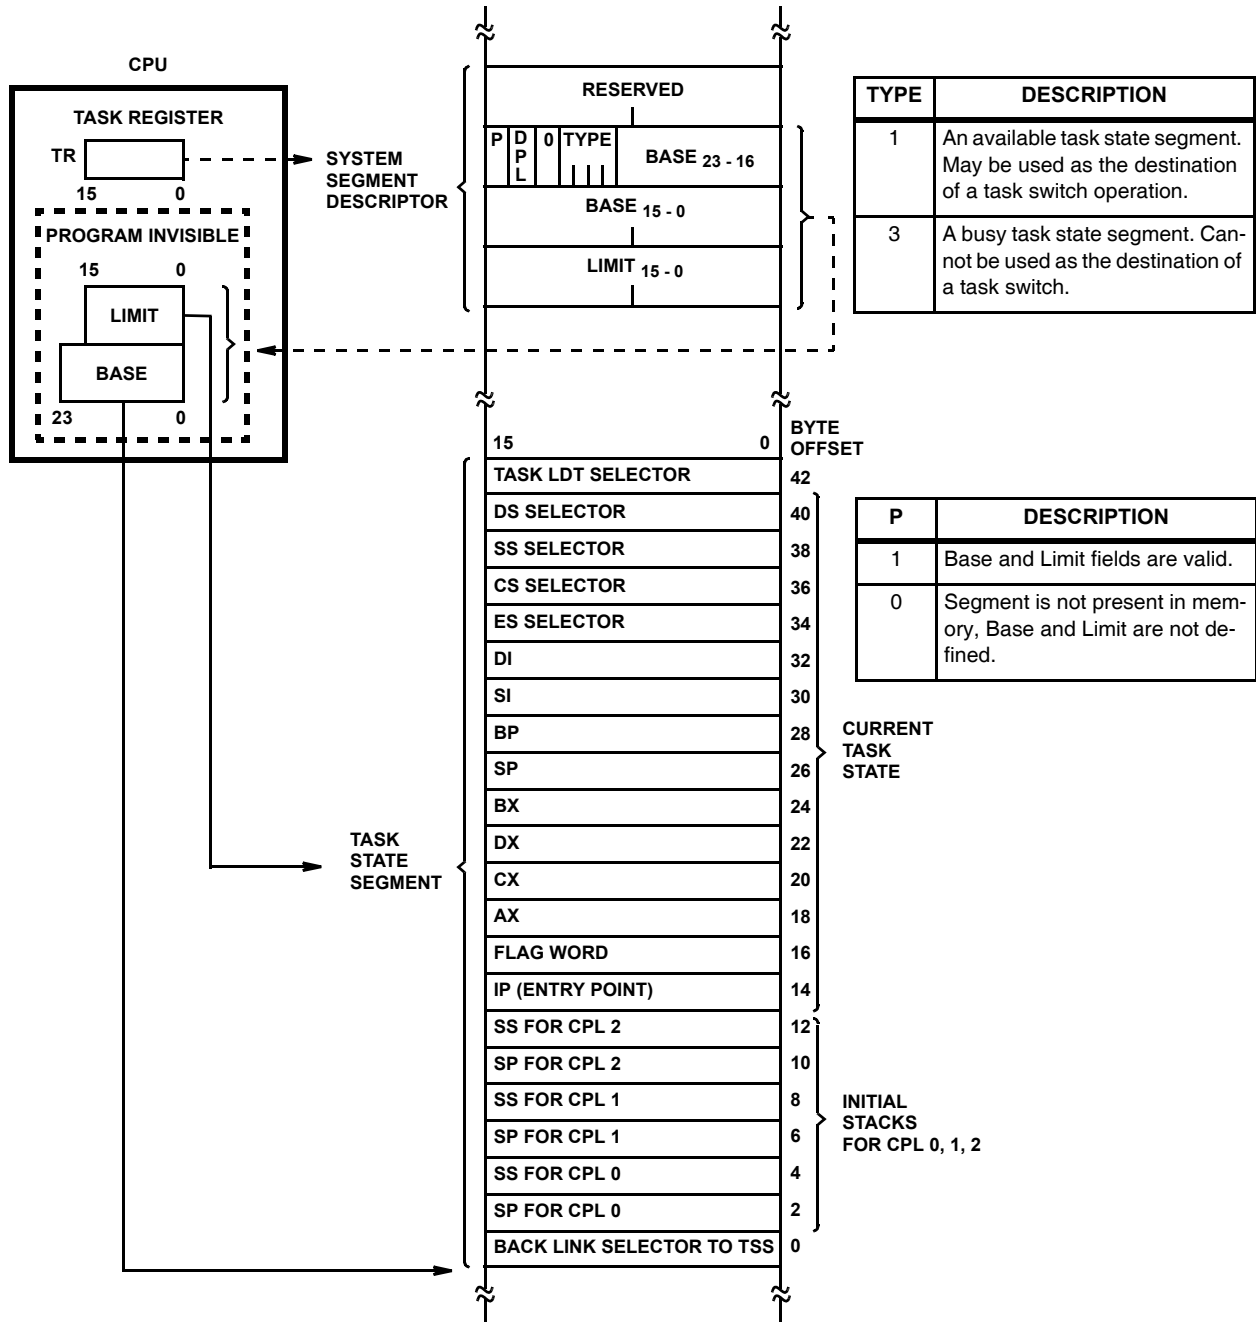 CPU
TASK REGISTER
TR
15 0
PROGRAM INVISIBLE
15 0
LIMIT
BASE
23 0
SYSTEM
SEGMENT
DESCRIPTOR
RESERVED
P DPL 0 TYPE BASE 23 - 16
BASE 15 - 0
LIMIT 15 - 0
TYPE DESCRIPTION
1 An available task state segment.
May be used as the destination
of a task switch operation.
3 A busy task state segment. Can-
not be used as the destination of
a task switch.
15 0
BYTE
OFFSET
TASK LDT SELECTOR 42
DS SELECTOR 40
SS SELECTOR 38
CS SELECTOR 36
ES SELECTOR 34
DI 32
SI 30
BP 28
SP 26
BX 24
DX 22
CX 20
AX 18
FLAG WORD 16
IP (ENTRY POINT) 14
SS FOR CPL 2 12
SP FOR CPL 2 10
SS FOR CPL 1 8
SP FOR CPL 1 6
SS FOR CPL 0 4
SP FOR CPL 0 2
BACK LINK SELECTOR TO TSS 0
TASK
STATE
SEGMENT
P DESCRIPTION
1 Base and Limit fields are valid.
0 Segment is not present in mem-
ory, Base and Limit are not de-
fined.
CURRENT
TASK
STATE
INITIAL
STACKS
FOR CPL 0, 1, 2